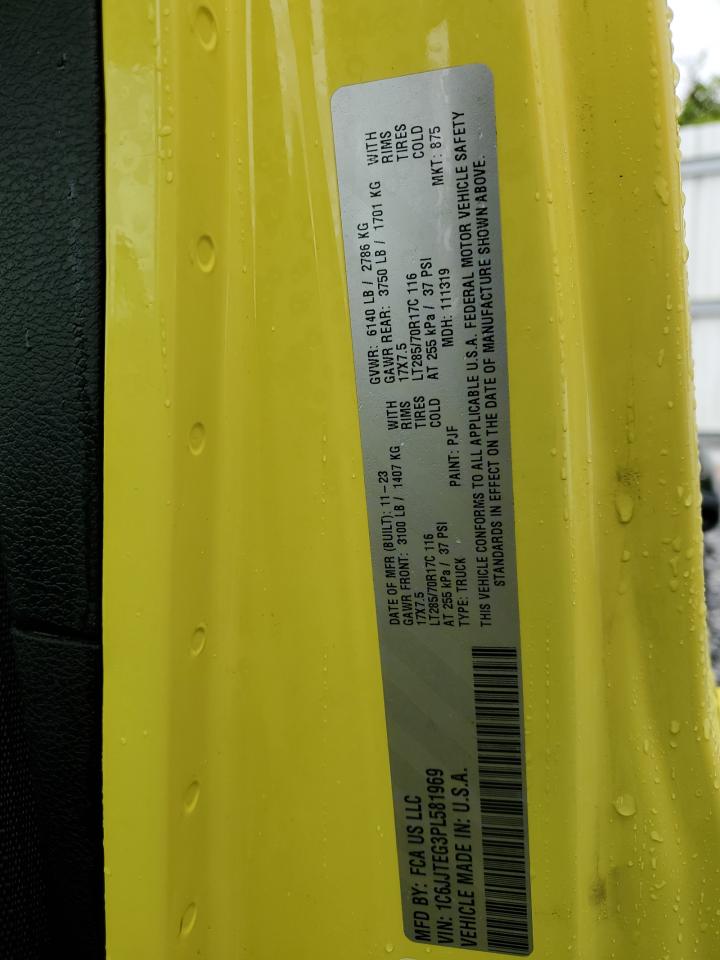 MFD BY: FCA US LLC
VIN: 1C6JJTEG3PL581969
VEHICLE MADE IN: U.S.A.
DATE OF MFR (BUILT): 11-23 GVWR: 6140 LB / 2786 KG
GAWR FRONT: 3100 LB / 1407 KG WITH GAWR REAR: 3750 LB / 1701 KG WITH
17X7.5 RIMS 17X7.5 RIMS
LT285/70R17C 116 TIRES LT285/70R17C 116 TIRES
AT 255 kPa / 37 PSI COLD AT 255 kPa / 37 PSI COLD
TYPE: TRUCK PAINT: PJF MDH: 111319 MKT: 875
THIS VEHICLE CONFORMS TO ALL APPLICABLE U.S.A. FEDERAL MOTOR VEHICLE SAFETY
STANDARDS IN EFFECT ON THE DATE OF MANUFACTURE SHOWN ABOVE.